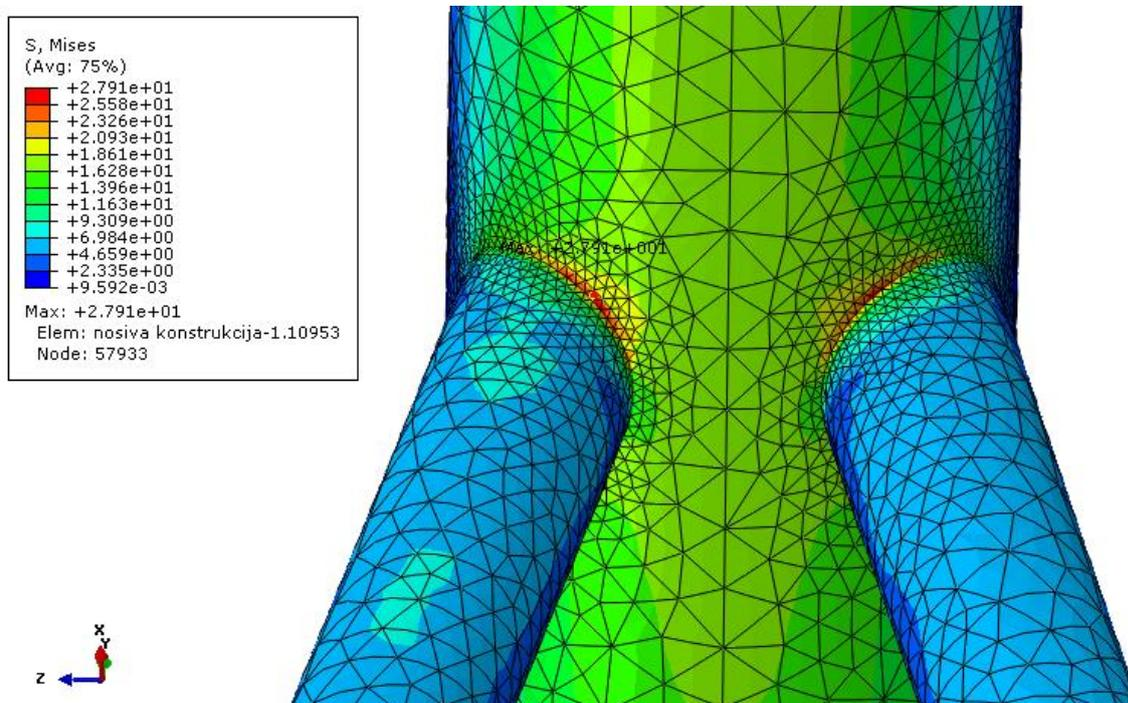 S, Mises
(Avg: 75%)
+2.791e+01
+2.558e+01
+2.326e+01
+2.093e+01
+1.861e+01
+1.628e+01
+1.396e+01
+1.163e+01
+9.309e+00
+6.984e+00
+4.659e+00
+2.335e+00
+9.592e-03
Max: +2.791e+01
Elem: nosiva konstrukcija-1.10953
Node: 57933
Max: +2.791e+001
X
Y
Z